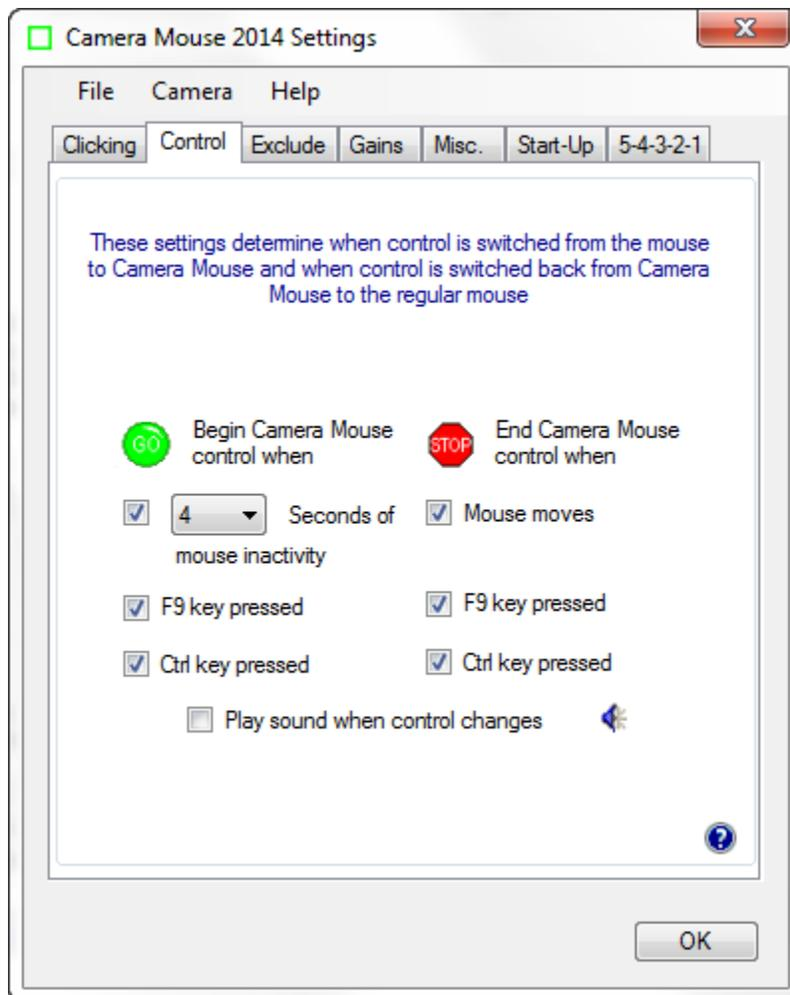 Camera Mouse 2014 Settings
File Camera Help
Clicking Control Exclude Gains Misc. Start-Up 5-4-3-2-1
These settings determine when control is switched from the mouse
to Camera Mouse and when control is switched back from Camera
Mouse to the regular mouse
GO Begin Camera Mouse
control when
STOP End Camera Mouse
control when
4 Seconds of
mouse inactivity
Mouse moves
F9 key pressed
F9 key pressed
Ctrl key pressed
Ctrl key pressed
Play sound when control changes
?
OK